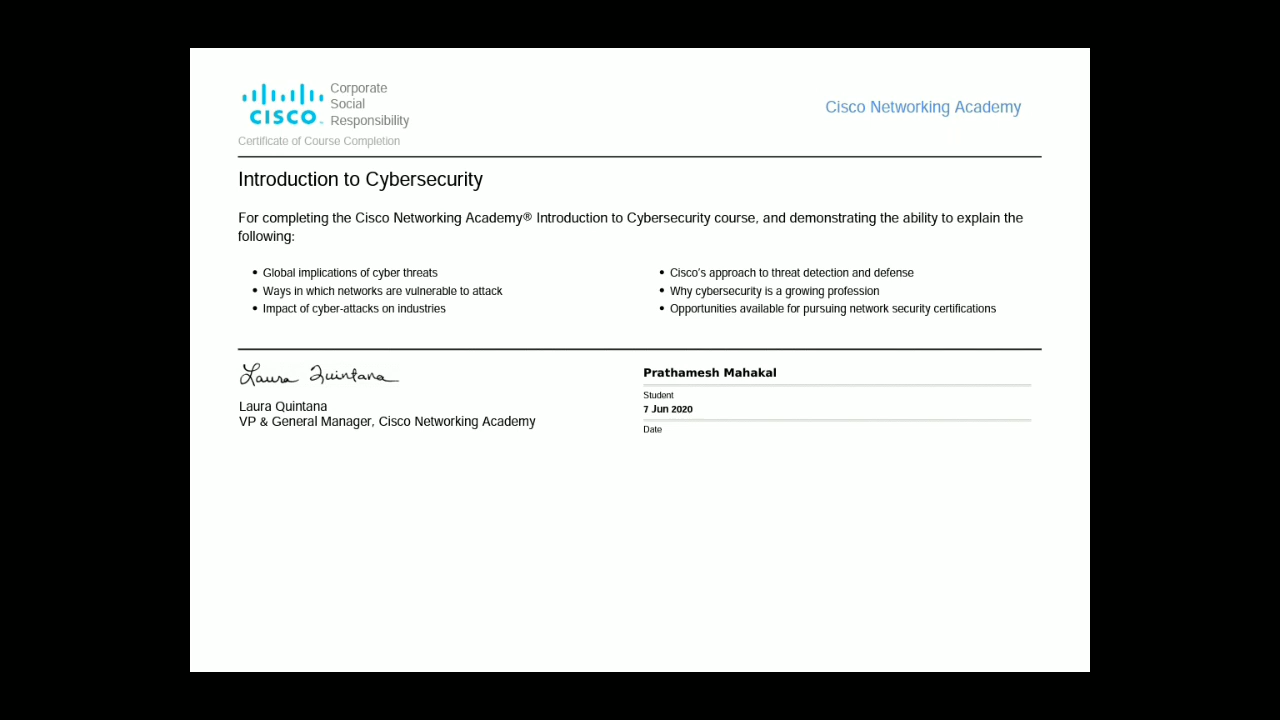 Corporate
Social
Responsibility
CISCO
Cisco Networking Academy
Certificate of Course Completion
Introduction to Cybersecurity
For completing the Cisco Networking Academy® Introduction to Cybersecurity course, and demonstrating the ability to explain the
following:
• Global implications of cyber threats
• Ways in which networks are vulnerable to attack
• Impact of cyber-attacks on industries
• Cisco's approach to threat detection and defense
• Why cybersecurity is a growing profession
• Opportunities available for pursuing network security certifications
Laura Quintana
Laura Quintana
VP & General Manager, Cisco Networking Academy
Prathamesh Mahakal
Student
7 Jun 2020
Date